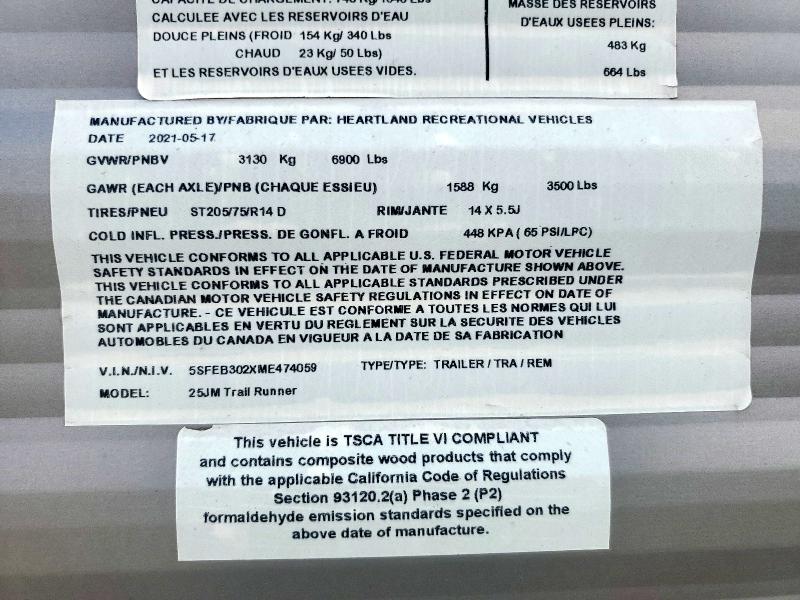 CAPACITE DE CHARGEMENT:
CALCULEE AVEC LES RESERVOIRS D'EAU
DOUCE PLEINS (FROID 154 Kg/ 340 Lbs
CHAUD 23 Kg/ 50 Lbs)
ET LES RESERVOIRS D'EAUX USEES VIDES.
MASSE DES RESERVOIRS
D'EAUX USEES PLEINS:
483 Kg
664 Lbs
MANUFACTURED BY/FABRIQUE PAR: HEARTLAND RECREATIONAL VEHICLES
DATE 2021-05-17
GVWR/PNBV 3130 Kg 6900 Lbs
GAWR (EACH AXLE)/PNB (CHAQUE ESSIEU) 1588 Kg 3500 Lbs
TIRES/PNEU ST205/75/R14 D RIM/JANTE 14 X 5.5J
COLD INFL. PRESS./PRESS. DE GONFL. A FROID 448 KPA ( 65 PSI/LPC)
THIS VEHICLE CONFORMS TO ALL APPLICABLE U.S. FEDERAL MOTOR VEHICLE
SAFETY STANDARDS IN EFFECT ON THE DATE OF MANUFACTURE SHOWN ABOVE.
THIS VEHICLE CONFORMS TO ALL APPLICABLE STANDARDS PRESCRIBED UNDER
THE CANADIAN MOTOR VEHICLE SAFETY REGULATIONS IN EFFECT ON DATE OF
MANUFACTURE. - CE VEHICULE EST CONFORME A TOUTES LES NORMES QUI LUI
SONT APPLICABLES EN VERTU DU REGLEMENT SUR LA SECURITE DES VEHICLES
AUTOMOBILES DU CANADA EN VIGUEUR A LA DATE DE SA FABRICATION
V.I.N./N.I.V. 5SFEB302XME474059 TYPE/TYPE: TRAILER / TRA / REM
MODEL: 25JM Trail Runner
This vehicle is TSCA TITLE VI COMPLIANT
and contains composite wood products that comply
with the applicable California Code of Regulations
Section 93120.2(a) Phase 2 (P2)
formaldehyde emission standards specified on the
above date of manufacture.